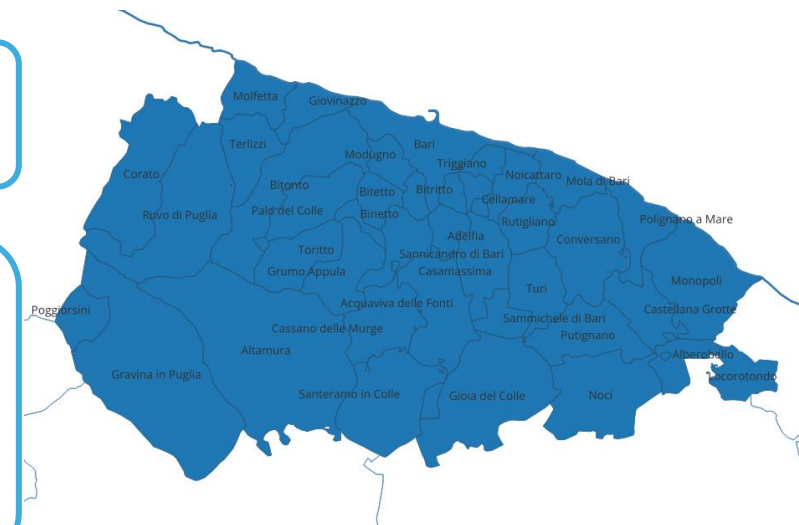 Molfetta
Giovinazzo
Terlizzi
Bari
Modugno
Triggiano
Corato
Noicattaro
Mola di Bari
Bitonto
Bitetto
Bitritto
Cellamare
Ruvo di Puglia
Palo del Colle
Binetto
Rutigliano
Polignano a Mare
Adelfia
Conversano
Toritto
Sannicandro di Bari
Grumo Appula
Casamassima
Monopoli
Turi
Poggiorsini
Acquaviva delle Fonti
Castellana Grotte
Sammichele di Bari
Cassano delle Murge
Putignano
Altamura
Alberobello
Gravina in Puglia
Locorotondo
Santeramo in Colle
Gioia del Colle
Noci